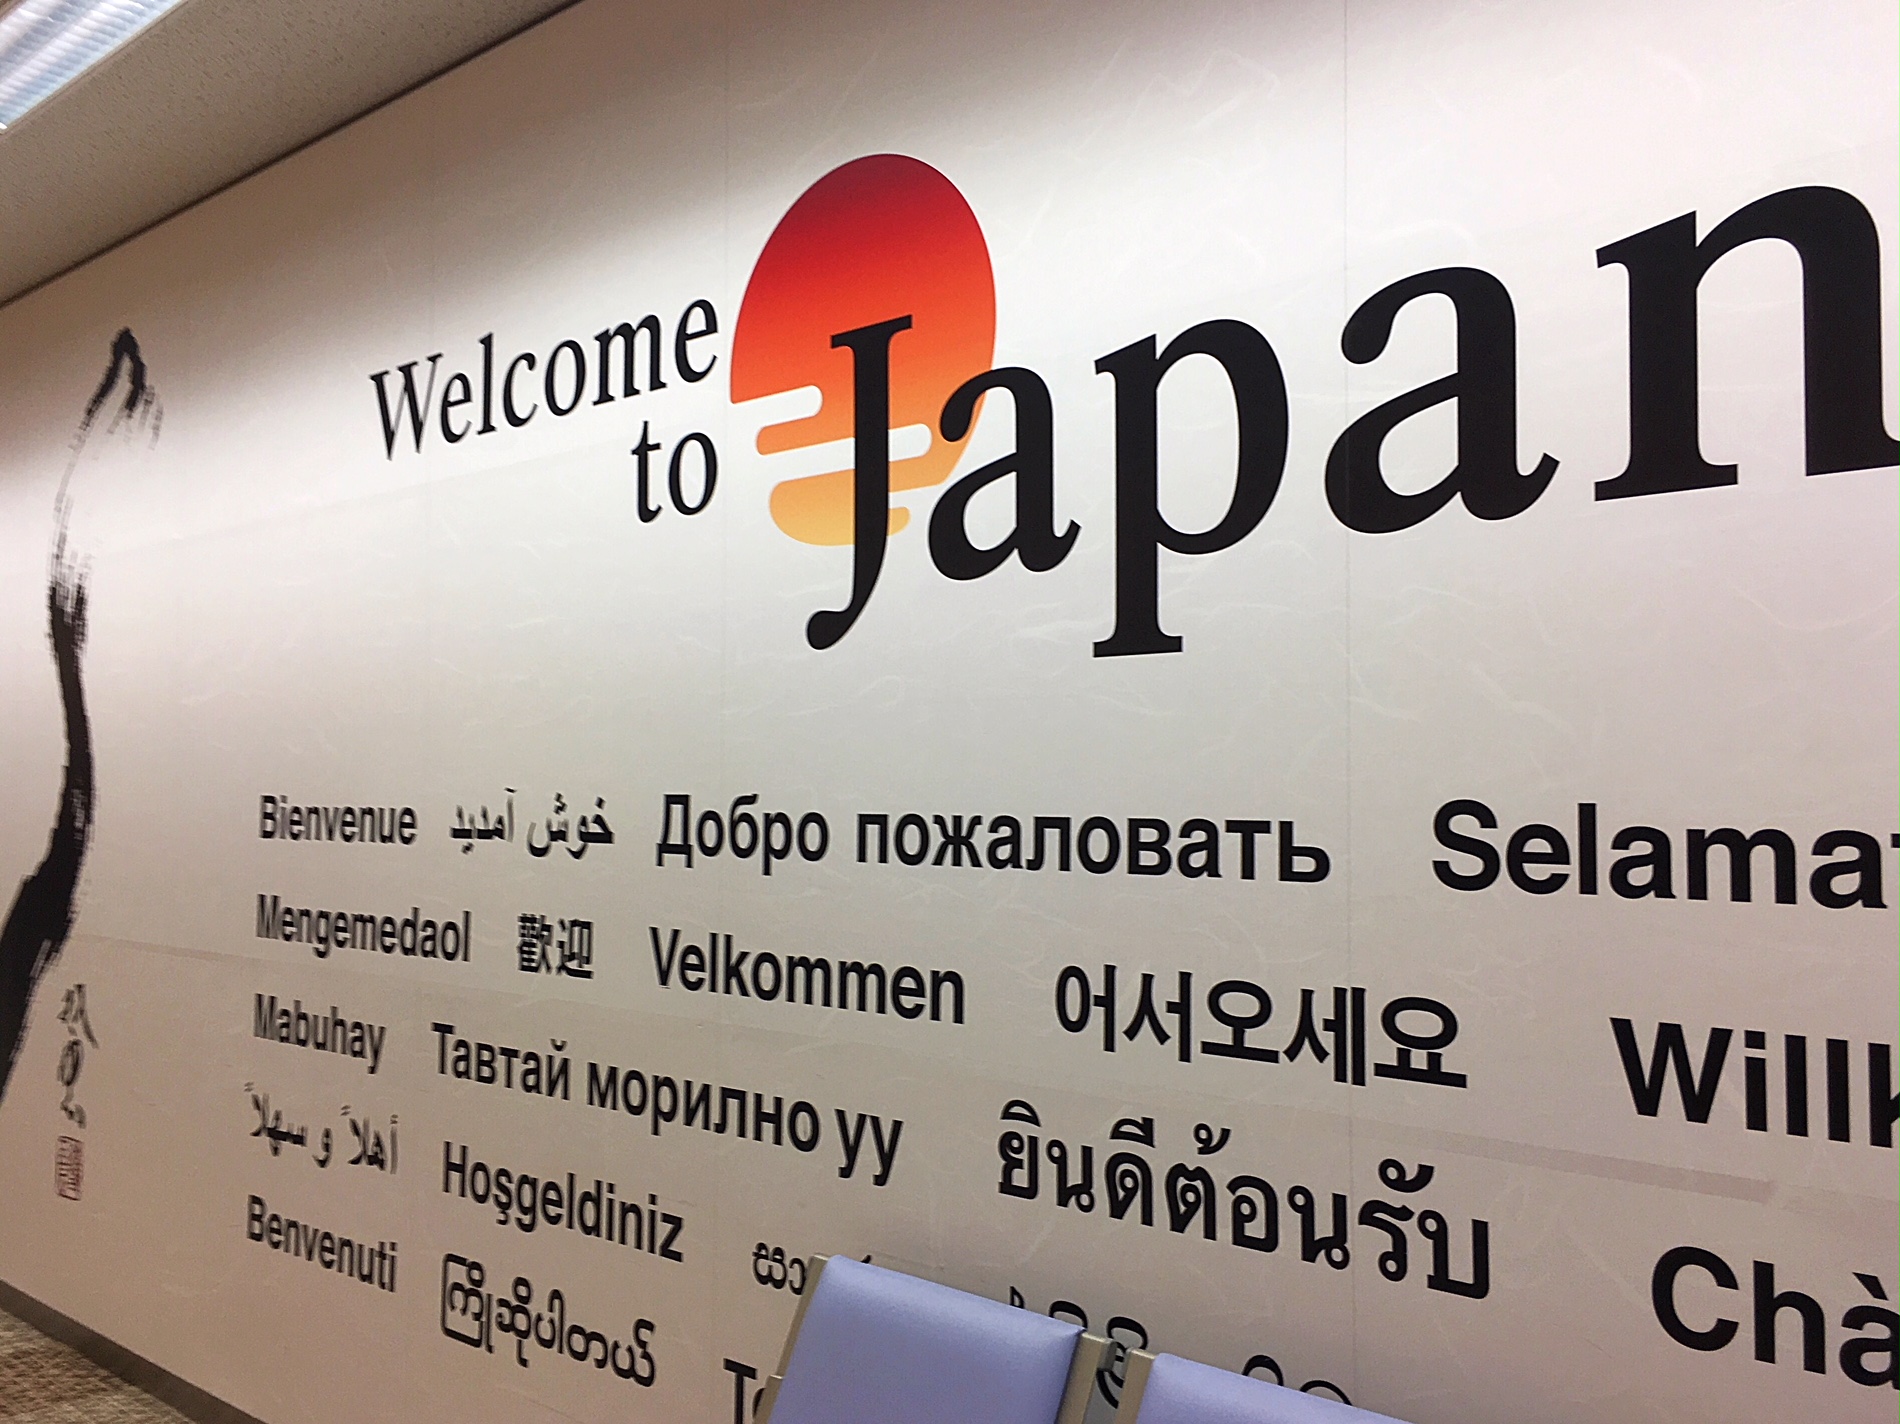 Welcome
to
Japan
Bienvenue خوش آمدید Добро пожаловать
Mengemedaol 歡迎 Velkommen 어서오세요
Mabuhay Тавтай морилно уу ยินดีต้อนรับ
أهلاً و سهلاً Hoşgeldiniz
Benvenuti ကြိုဆိုပါတယ်